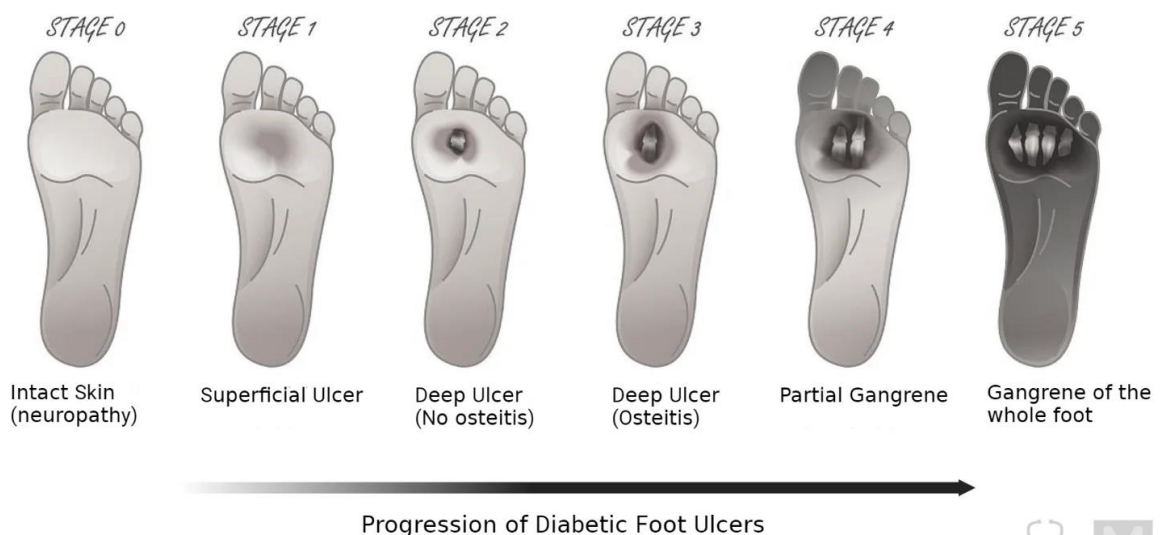 STAGE 0
STAGE 1
STAGE 2
STAGE 3
STAGE 4
STAGE 5
Intact Skin
(neuropathy)
Superficial Ulcer
Deep Ulcer
(No osteitis)
Deep Ulcer
(Osteitis)
Partial Gangrene
Gangrene of the
whole foot
Progression of Diabetic Foot Ulcers